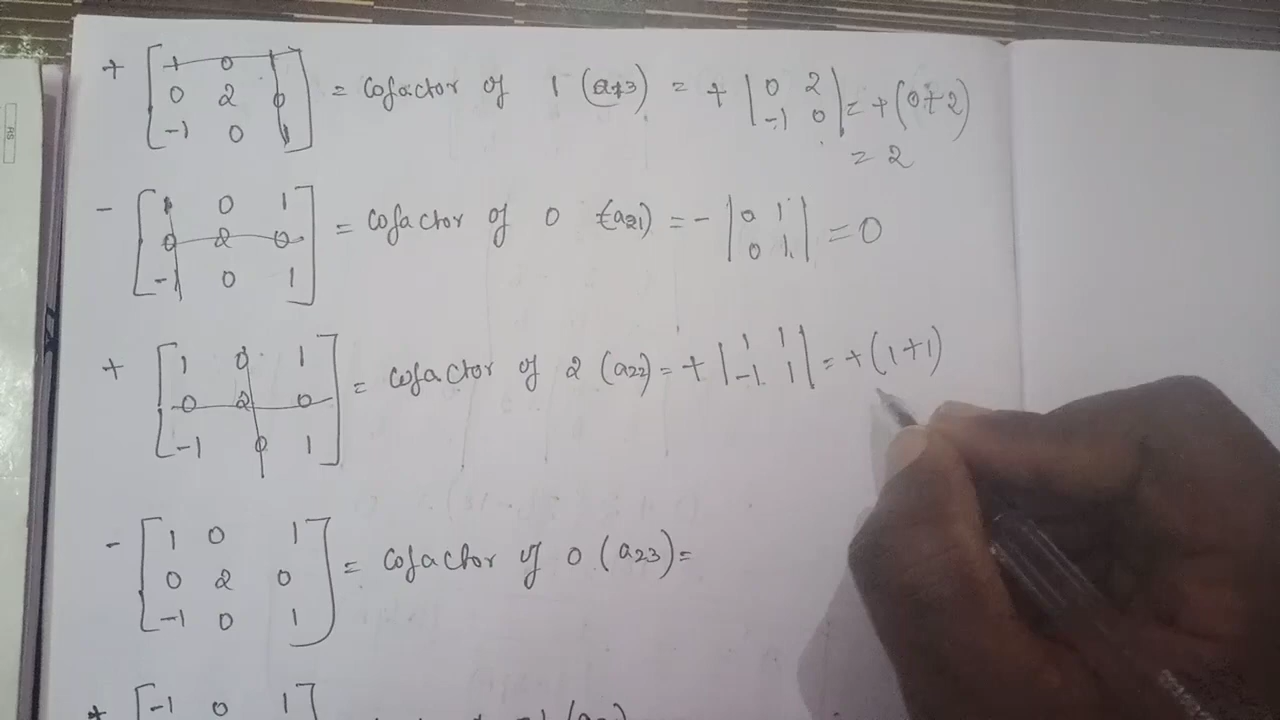 + [1 0 1
0 2 0
-1 0 1] = Cofactor of 1 (a13) = + |0 2
-1 0| = +(0+2)
= 2
- [1 0 1
0 2 0
-1 0 1] = Cofactor of 0 (a21) = - |0 1
0 1| = 0
+ [1 0 1
0 2 0
-1 0 1] = Cofactor of 2 (a22) = + |1 1
-1 1| = +(1+1)
- [1 0 1
0 2 0
-1 0 1] = Cofactor of 0 (a23) =
+ [-1 0 1